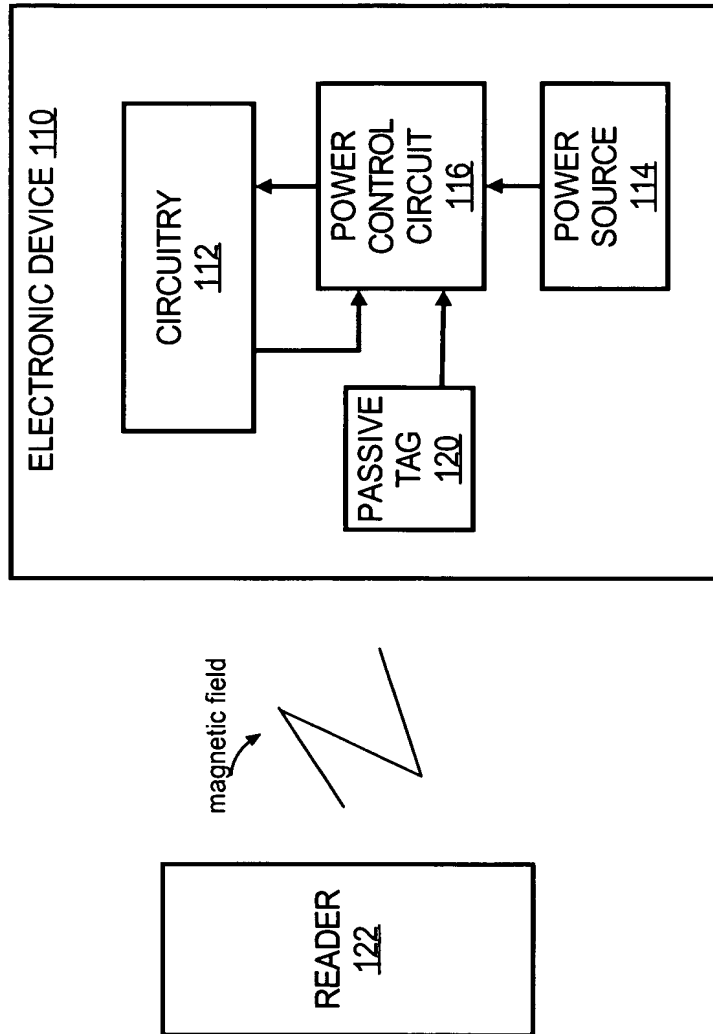 ELECTRONIC DEVICE 110
CIRCUITRY
112
POWER
CONTROL
CIRCUIT
116
PASSIVE
TAG
120
POWER
SOURCE
114
magnetic field
READER
122